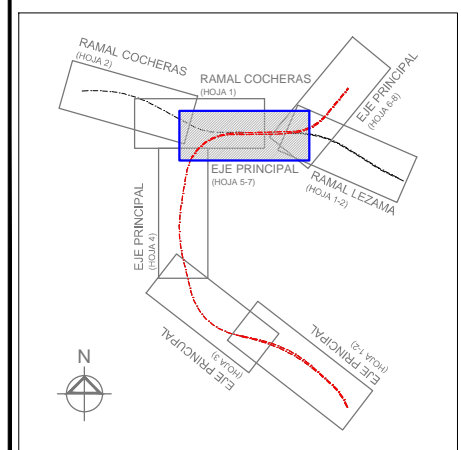 RAMAL COCHERAS
(HOJA 2)
RAMAL COCHERAS
(HOJA 1)
EJE PRINCIPAL
(HOJA 6-8)
EJE PRINCIPAL
(HOJA 5-7)
RAMAL LEZAMA
(HOJA 1-2)
EJE PRINCIPAL
(HOJA 4)
EJE PRINCUPAL
(HOJA 3)
EJE PRINCIPAL
(HOJA 1-2)
N